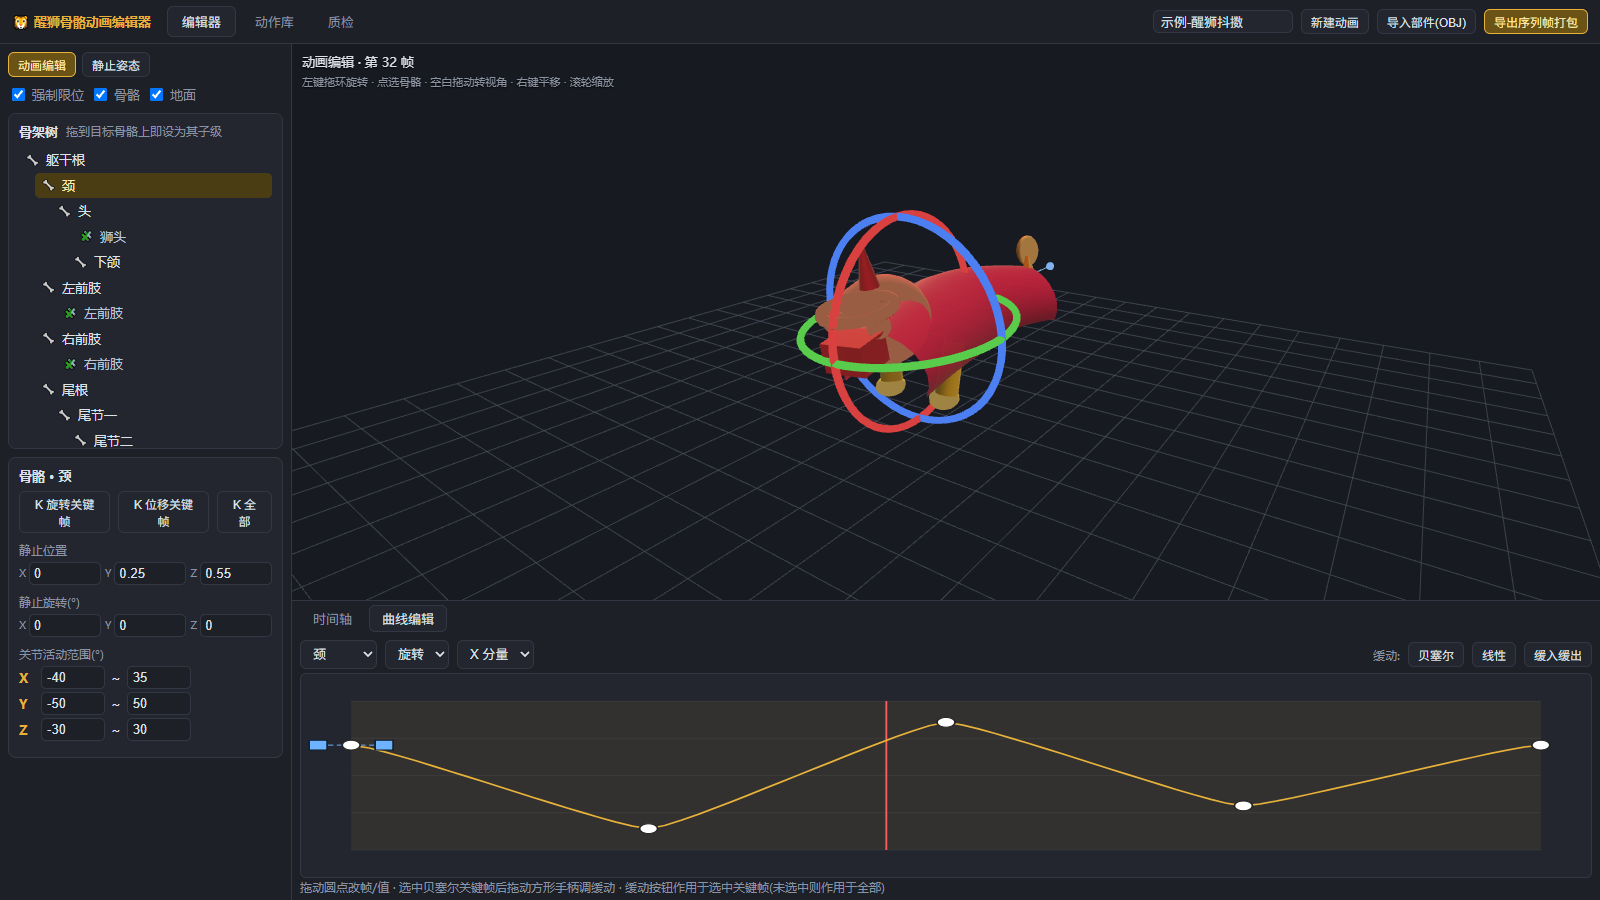 醒狮骨骼动画编辑器
编辑器
动作库
质检
示例-醒狮抖擞
新建动画
导入部件(OBJ)
导出序列帧打包
动画编辑
静止姿态
强制限位
骨骼
地面
骨架树 拖到目标骨骼上即设为其子级
躯干根
颈
头
狮头
下颌
左前肢
左前肢
右前肢
右前肢
尾根
尾节一
尾节二
骨骼 • 颈
K 旋转关键帧
K 位移关键帧
K 全部
静止位置
X 0 Y 0.25 Z 0.55
静止旋转(°)
X 0 Y 0 Z 0
关节活动范围(°)
X -40 ~ 35
Y -50 ~ 50
Z -30 ~ 30
动画编辑 · 第 32 帧
左键拖环旋转 · 点选骨骼 · 空白拖动转视角 · 右键平移 · 滚轮缩放
时间轴
曲线编辑
颈
旋转
X 分量
缓动:
贝塞尔
线性
缓入缓出
拖动圆点改帧/值 · 选中贝塞尔关键帧后拖动方形手柄调缓动 · 缓动按钮作用于选中关键帧(未选中则作用于全部)